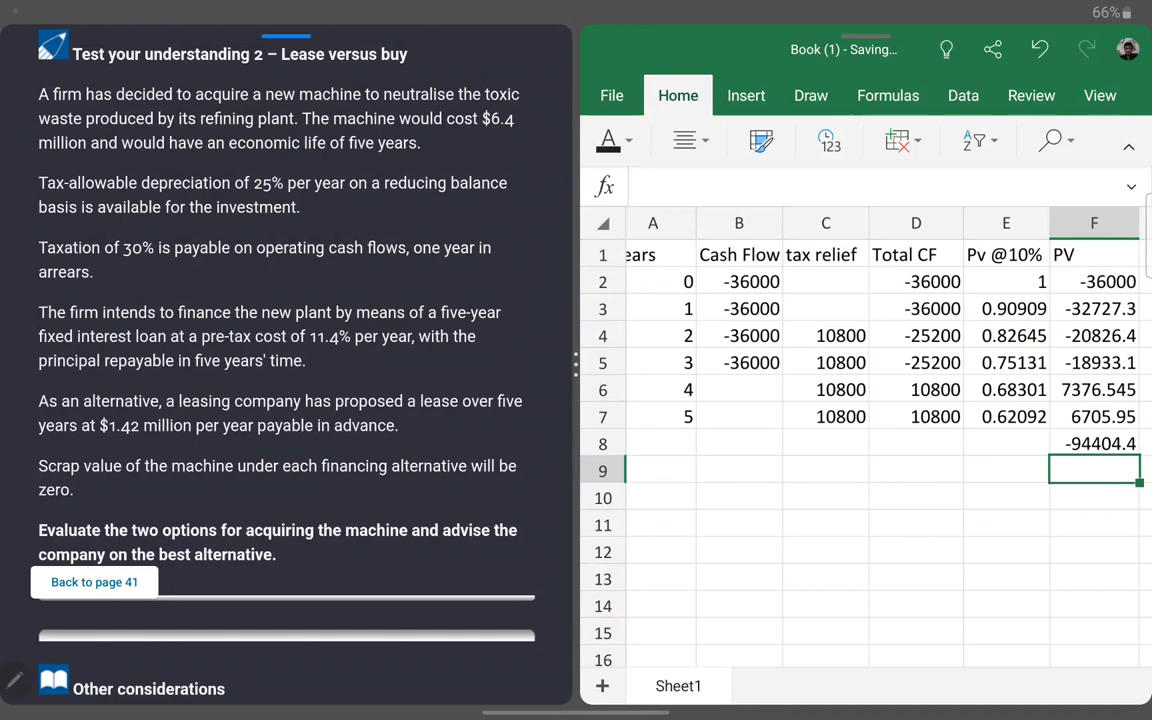 66%
Test your understanding 2 – Lease versus buy
A firm has decided to acquire a new machine to neutralise the toxic
waste produced by its refining plant. The machine would cost $6.4
million and would have an economic life of five years.
Tax-allowable depreciation of 25% per year on a reducing balance
basis is available for the investment.
Taxation of 30% is payable on operating cash flows, one year in
arrears.
The firm intends to finance the new plant by means of a five-year
fixed interest loan at a pre-tax cost of 11.4% per year, with the
principal repayable in five years' time.
As an alternative, a leasing company has proposed a lease over five
years at $1.42 million per year payable in advance.
Scrap value of the machine under each financing alternative will be
zero.
Evaluate the two options for acquiring the machine and advise the
company on the best alternative.
Back to page 41
Other considerations
Book (1) - Saving...
File Home Insert Draw Formulas Data Review View
A 123 A Z
fx
A B C D E F
1 ears Cash Flow tax relief Total CF Pv @10% PV
2 0 -36000 -36000 1 -36000
3 1 -36000 -36000 0.90909 -32727.3
4 2 -36000 10800 -25200 0.82645 -20826.4
5 3 -36000 10800 -25200 0.75131 -18933.1
6 4 10800 10800 0.68301 7376.545
7 5 10800 10800 0.62092 6705.95
8 -94404.4
9
10
11
12
13
14
15
16
+ Sheet1